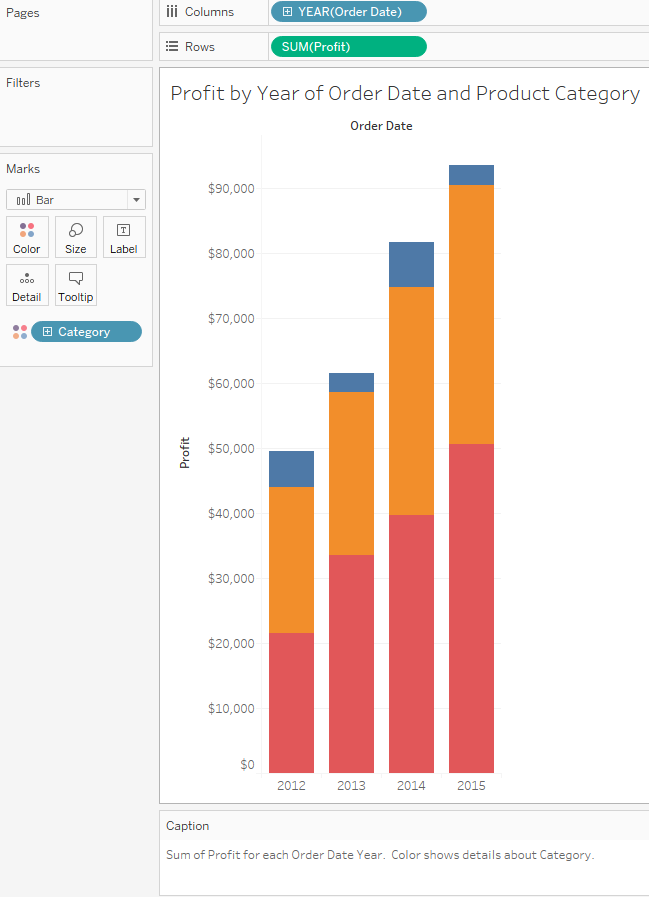 Pages
Columns
YEAR(Order Date)
Rows
SUM(Profit)
Filters
Marks
Bar
Color
Size
T
Label
Detail
Tooltip
Category
Profit by Year of Order Date and Product Category
Order Date
Profit
$90,000
$80,000
$70,000
$60,000
$50,000
$40,000
$30,000
$20,000
$10,000
$0
2012 2013 2014 2015
Caption
Sum of Profit for each Order Date Year. Color shows details about Category.